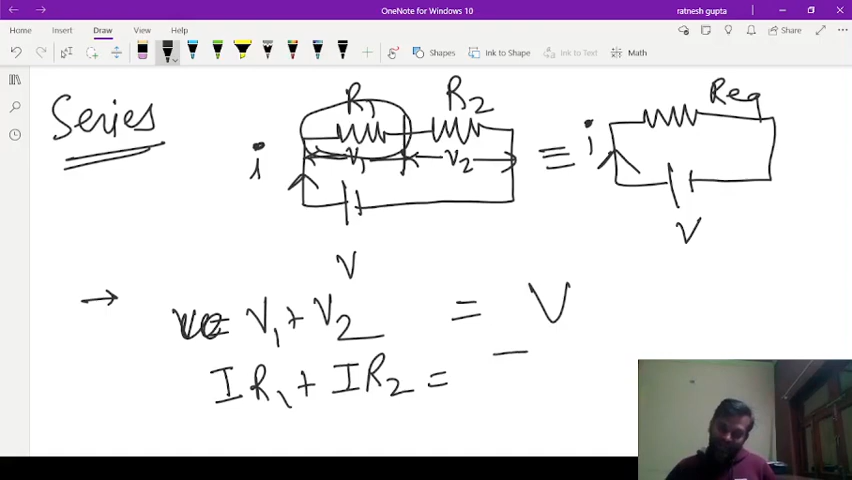 OneNote for Windows 10
ratnesh gupta
Home Insert Draw View Help
Share
Shapes Ink to Shape Ink to Text Math
Series
R1 R2 Req
i V1 V2 ≡ i
V V
→ V1 + V2 = V
IR1 + IR2 =